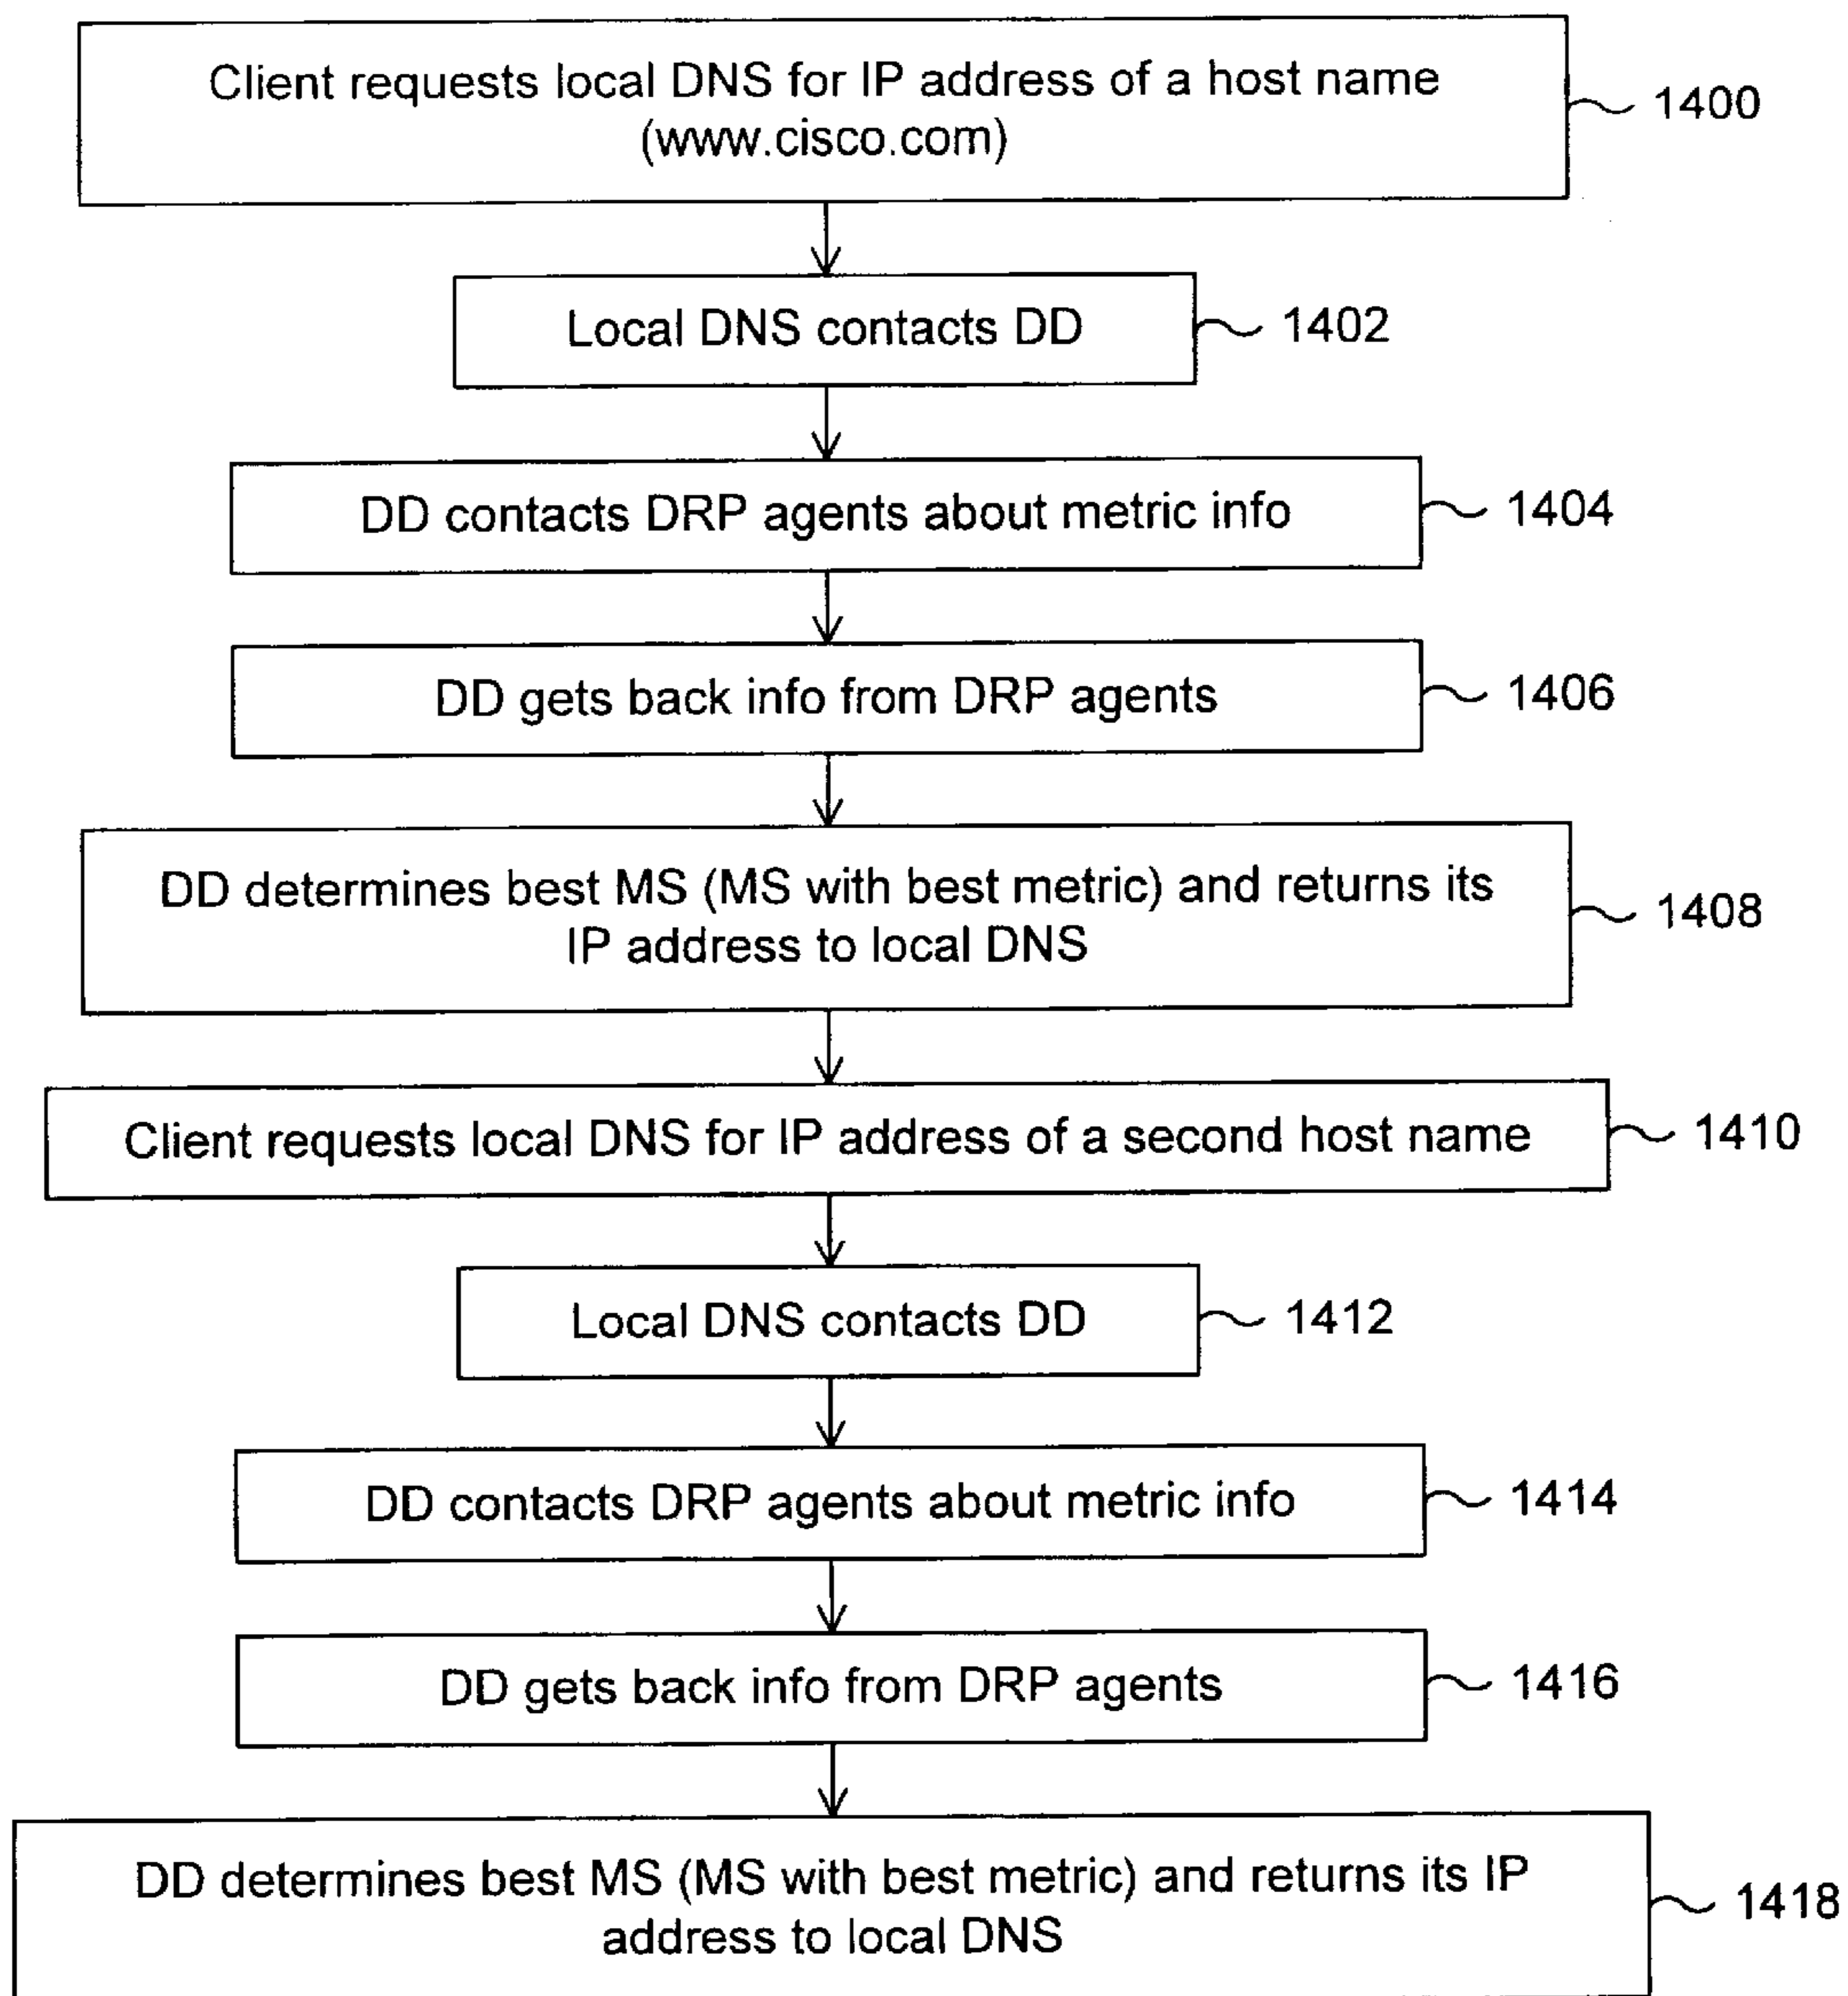 Client requests local DNS for IP address of a host name
(www.cisco.com)
1400
Local DNS contacts DD
1402
DD contacts DRP agents about metric info
1404
DD gets back info from DRP agents
1406
DD determines best MS (MS with best metric) and returns its
IP address to local DNS
1408
Client requests local DNS for IP address of a second host name
1410
Local DNS contacts DD
1412
DD contacts DRP agents about metric info
1414
DD gets back info from DRP agents
1416
DD determines best MS (MS with best metric) and returns its IP
address to local DNS
1418